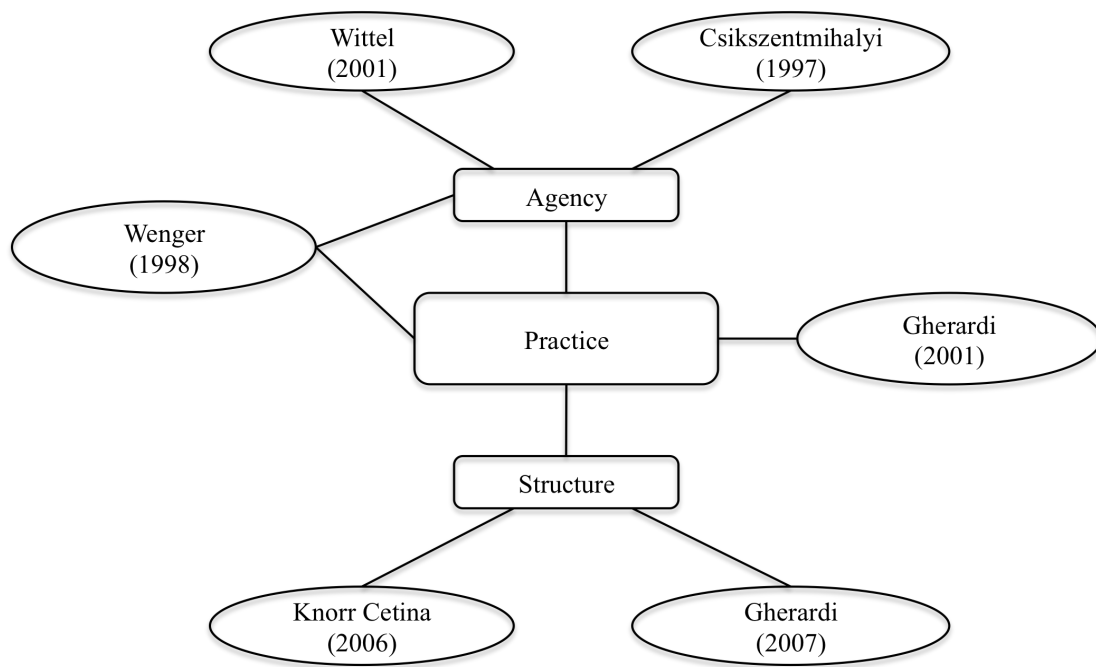 Wittel
(2001)
Csikszentmihalyi
(1997)
Agency
Wenger
(1998)
Practice
Gherardi
(2001)
Structure
Knorr Cetina
(2006)
Gherardi
(2007)